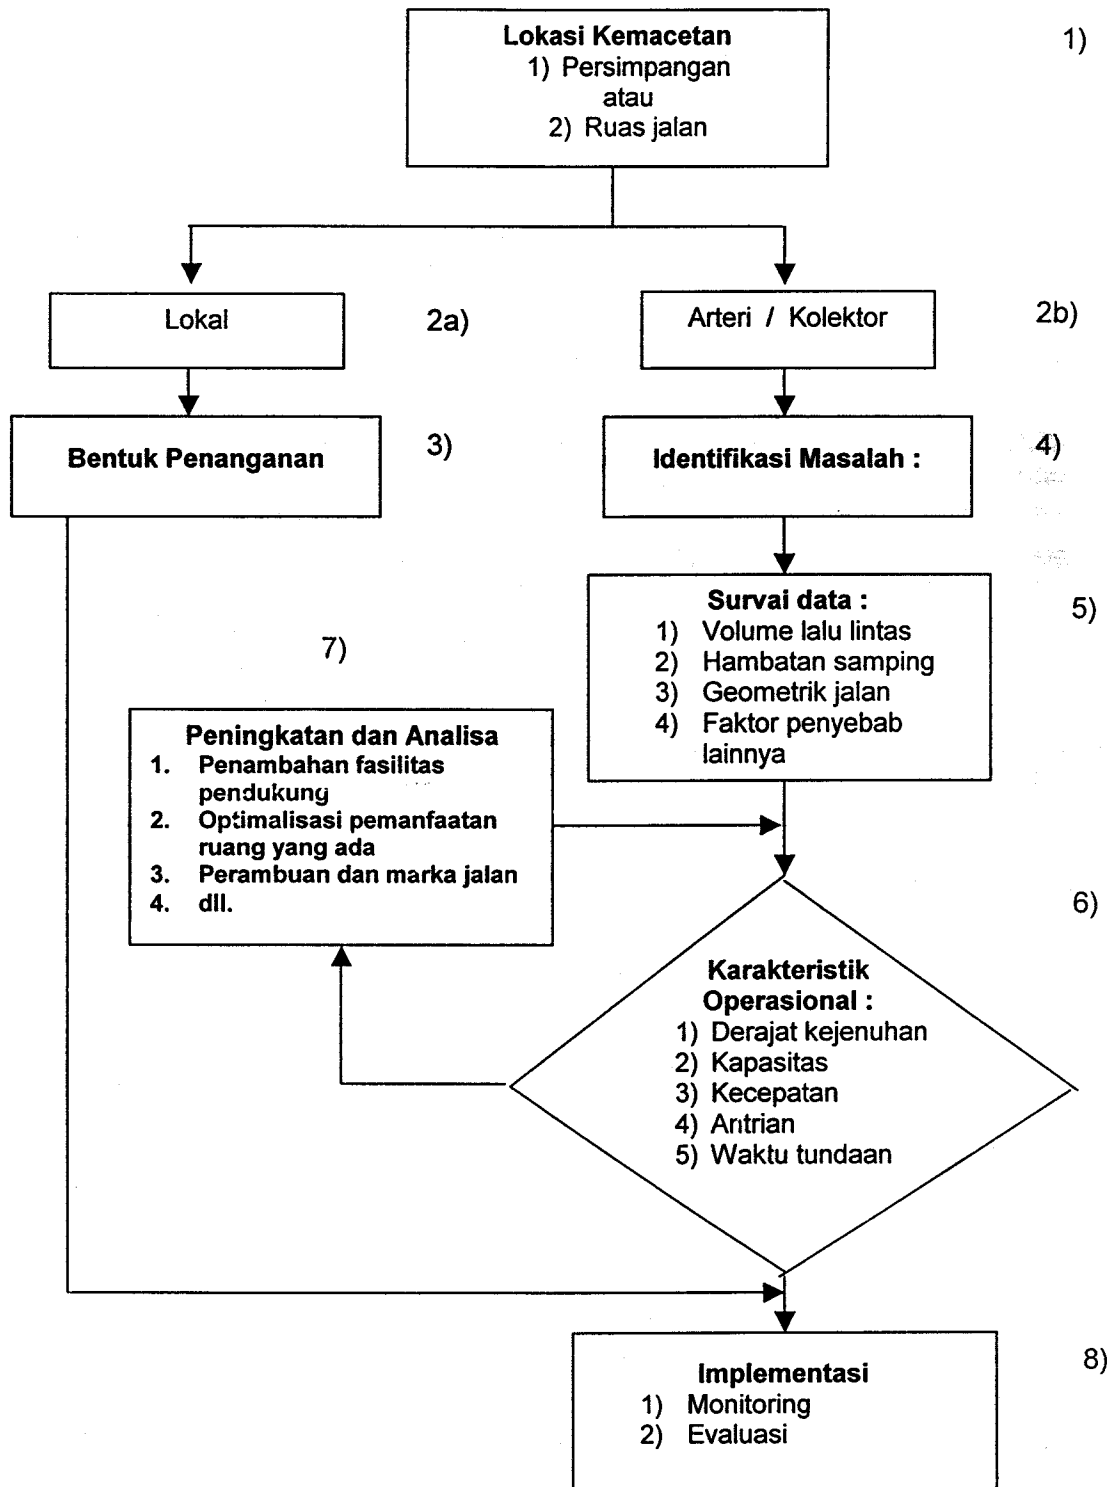 Lokasi Kemacetan
1) Persimpangan
atau
2) Ruas jalan
1)
Lokal
2a)
Arteri / Kolektor
2b)
Bentuk Penanganan
3)
Identifikasi Masalah :
4)
Survai data :
1) Volume lalu lintas
2) Hambatan samping
3) Geometrik jalan
4) Faktor penyebab
lainnya
5)
7)
Peningkatan dan Analisa
1. Penambahan fasilitas
pendukung
2. Optimalisasi pemanfaatan
ruang yang ada
3. Perambuan dan marka jalan
4. dll.
6)
Karakteristik
Operasional :
1) Derajat kejenuhan
2) Kapasitas
3) Kecepatan
4) Antrian
5) Waktu tundaan
Implementasi
1) Monitoring
2) Evaluasi
8)